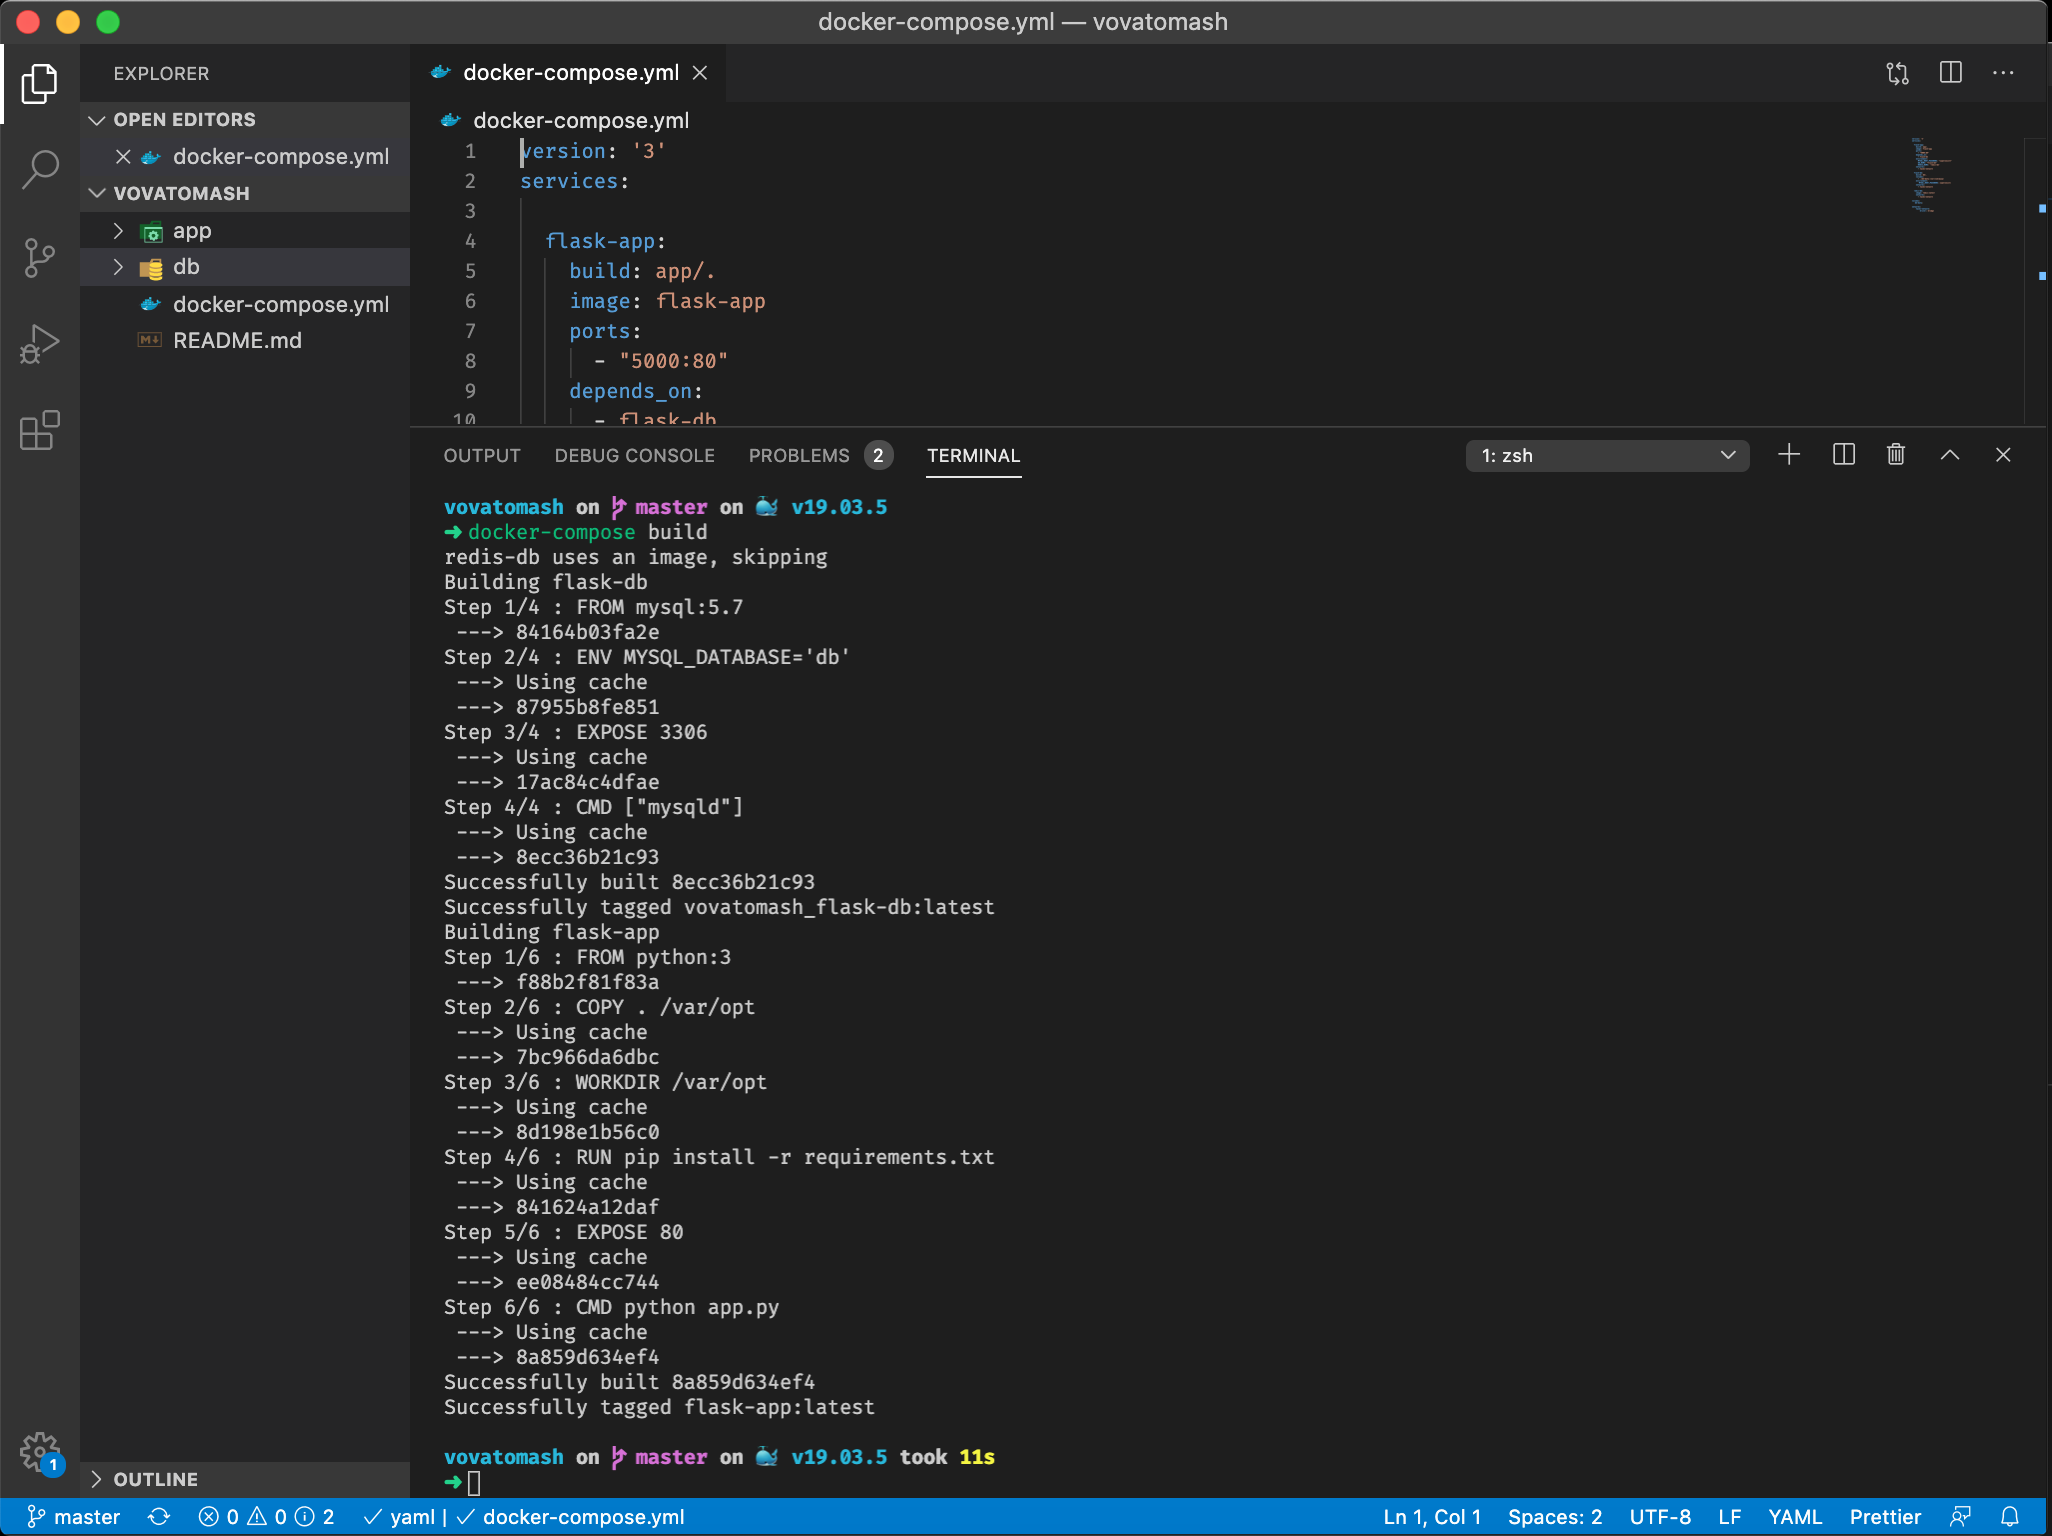 docker-compose.yml — vovatomash
EXPLORER
OPEN EDITORS
docker-compose.yml
VOVATOMASH
app
db
docker-compose.yml
README.md
OUTLINE
docker-compose.yml
docker-compose.yml
1 version: '3'
2 services:
3
4 flask-app:
5 build: app/.
6 image: flask-app
7 ports:
8 - "5000:80"
9 depends_on:
10 - flask-db
OUTPUT DEBUG CONSOLE PROBLEMS 2 TERMINAL 1: zsh
vovatomash on master on v19.03.5
➜ docker-compose build
redis-db uses an image, skipping
Building flask-db
Step 1/4 : FROM mysql:5.7
---> 84164b03fa2e
Step 2/4 : ENV MYSQL_DATABASE='db'
---> Using cache
---> 87955b8fe851
Step 3/4 : EXPOSE 3306
---> Using cache
---> 17ac84c4dfae
Step 4/4 : CMD ["mysqld"]
---> Using cache
---> 8ecc36b21c93
Successfully built 8ecc36b21c93
Successfully tagged vovatomash_flask-db:latest
Building flask-app
Step 1/6 : FROM python:3
---> f88b2f81f83a
Step 2/6 : COPY . /var/opt
---> Using cache
---> 7bc966da6dbc
Step 3/6 : WORKDIR /var/opt
---> Using cache
---> 8d198e1b56c0
Step 4/6 : RUN pip install -r requirements.txt
---> Using cache
---> 841624a12daf
Step 5/6 : EXPOSE 80
---> Using cache
---> ee08484cc744
Step 6/6 : CMD python app.py
---> Using cache
---> 8a859d634ef4
Successfully built 8a859d634ef4
Successfully tagged flask-app:latest
vovatomash on master on v19.03.5 took 11s
➜
1
master 0 0 2 ✓ yaml | ✓ docker-compose.yml Ln 1, Col 1 Spaces: 2 UTF-8 LF YAML Prettier